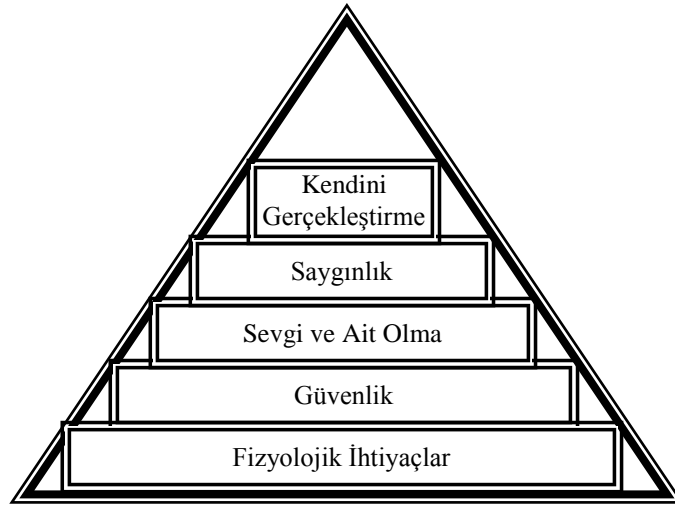 Kendini
Gerçekleştirme
Saygınlık
Sevgi ve Ait Olma
Güvenlik
Fizyolojik İhtiyaçlar